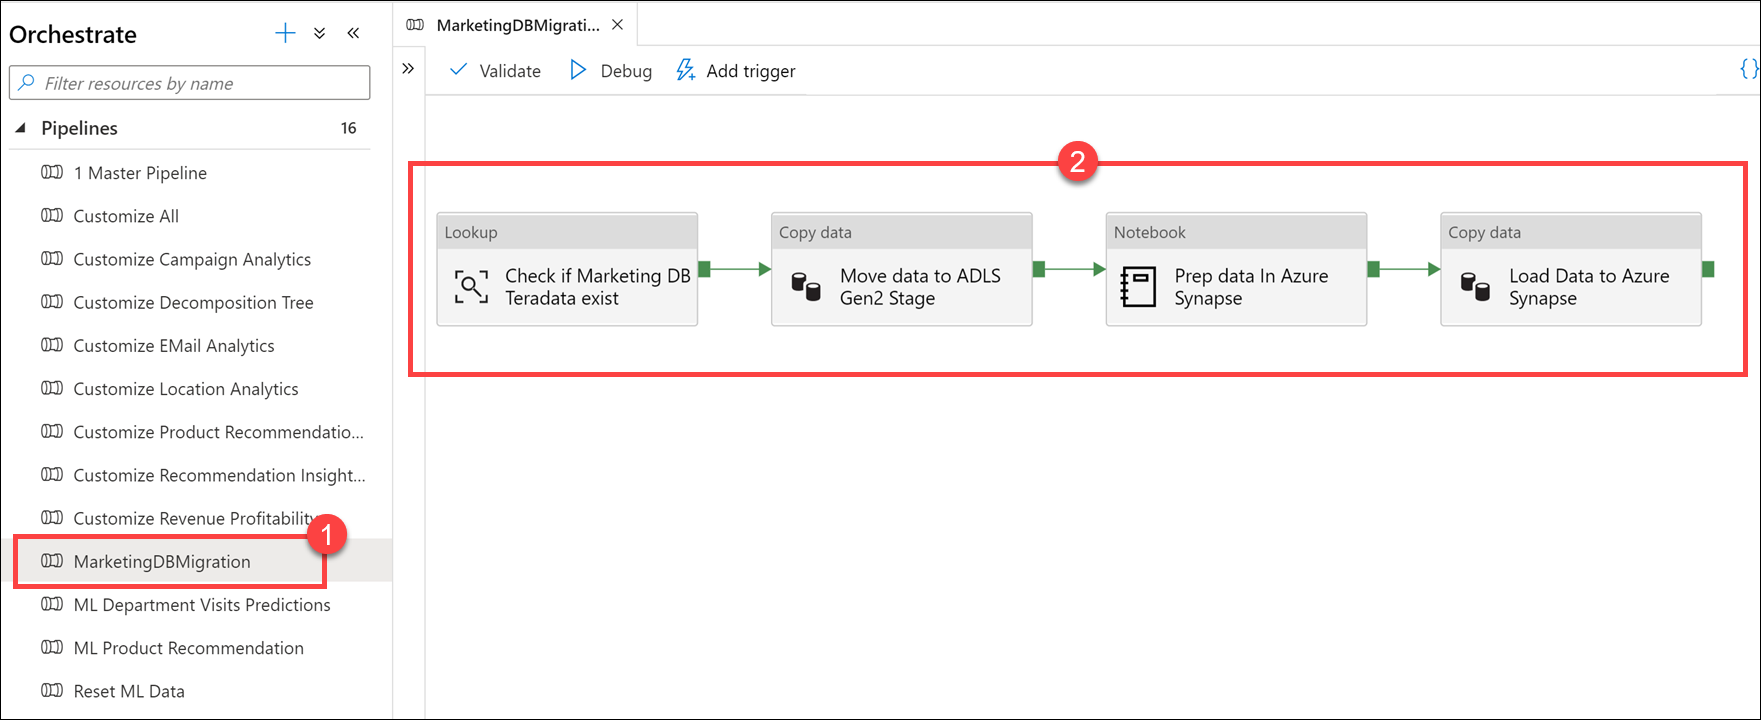 Orchestrate
Filter resources by name
Pipelines 16
1 Master Pipeline
Customize All
Customize Campaign Analytics
Customize Decomposition Tree
Customize EMail Analytics
Customize Location Analytics
Customize Product Recommendatio...
Customize Recommendation Insight...
Customize Revenue Profitability
1
MarketingDBMigration
ML Department Visits Predictions
ML Product Recommendation
Reset ML Data
MarketingDBMigrati...
Validate Debug Add trigger
{}
2
Lookup
Check if Marketing DB
Teradata exist
Copy data
Move data to ADLS
Gen2 Stage
Notebook
Prep data In Azure
Synapse
Copy data
Load Data to Azure
Synapse